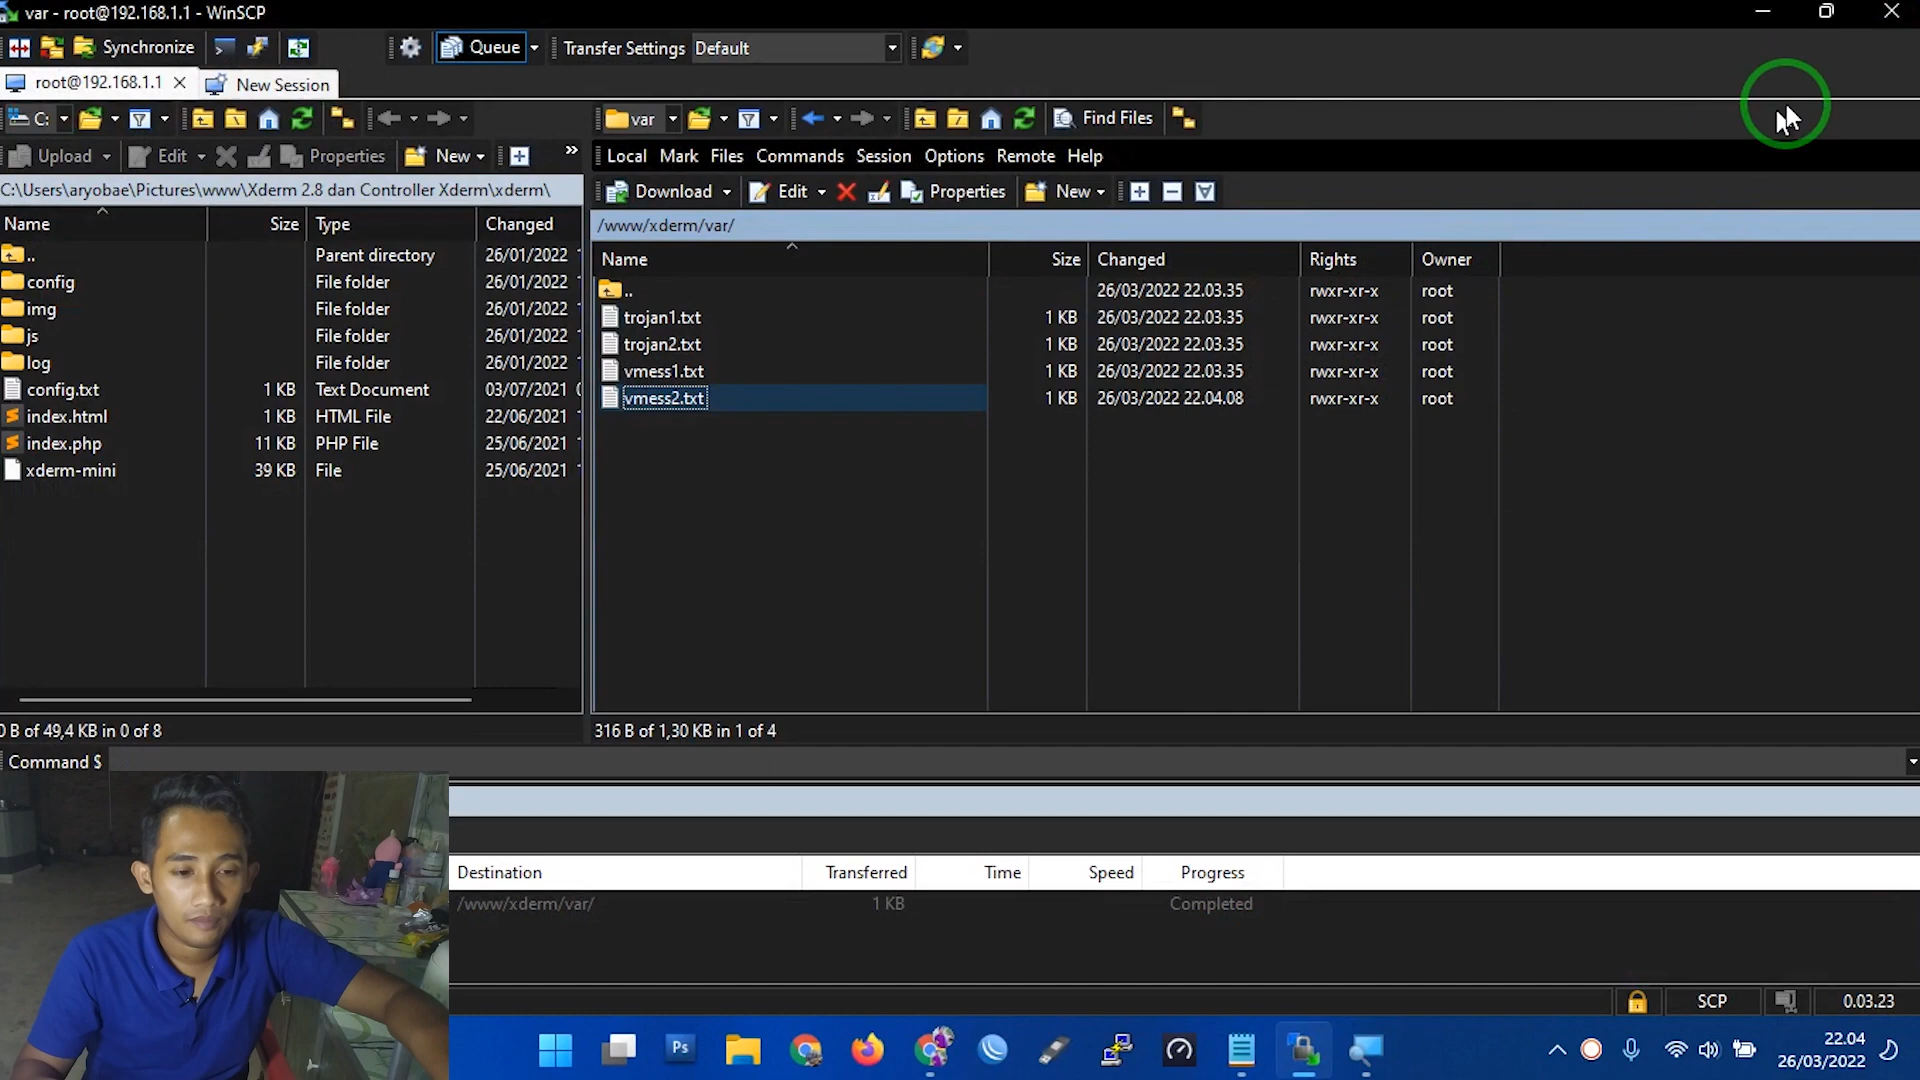 var - root@192.168.1.1 - WinSCP
Synchronize
Queue
Transfer Settings Default
root@192.168.1.1
New Session
C:
Upload
Edit
Properties
New
C:\Users\aryobae\Pictures\www\Xderm 2.8 dan Controller Xderm\xderm\
Name Size Type Changed
.. Parent directory 26/01/2022
config File folder 26/01/2022
img File folder 26/01/2022
js File folder 26/01/2022
log File folder 26/01/2022
config.txt 1 KB Text Document 03/07/2021
index.html 1 KB HTML File 22/06/2021
index.php 11 KB PHP File 25/06/2021
xderm-mini 39 KB File 25/06/2021
0 B of 49,4 KB in 0 of 8
var
Find Files
Local Mark Files Commands Session Options Remote Help
Download Edit Properties New
/www/xderm/var/
Name Size Changed Rights Owner
.. 26/03/2022 22.03.35 rwxr-xr-x root
trojan1.txt 1 KB 26/03/2022 22.03.35 rwxr-xr-x root
trojan2.txt 1 KB 26/03/2022 22.03.35 rwxr-xr-x root
vmess1.txt 1 KB 26/03/2022 22.03.35 rwxr-xr-x root
vmess2.txt 1 KB 26/03/2022 22.04.08 rwxr-xr-x root
316 B of 1,30 KB in 1 of 4
Command $
Destination Transferred Time Speed Progress
/www/xderm/var/ 1 KB Completed
SCP 0.03.23
Ps
22.04
26/03/2022